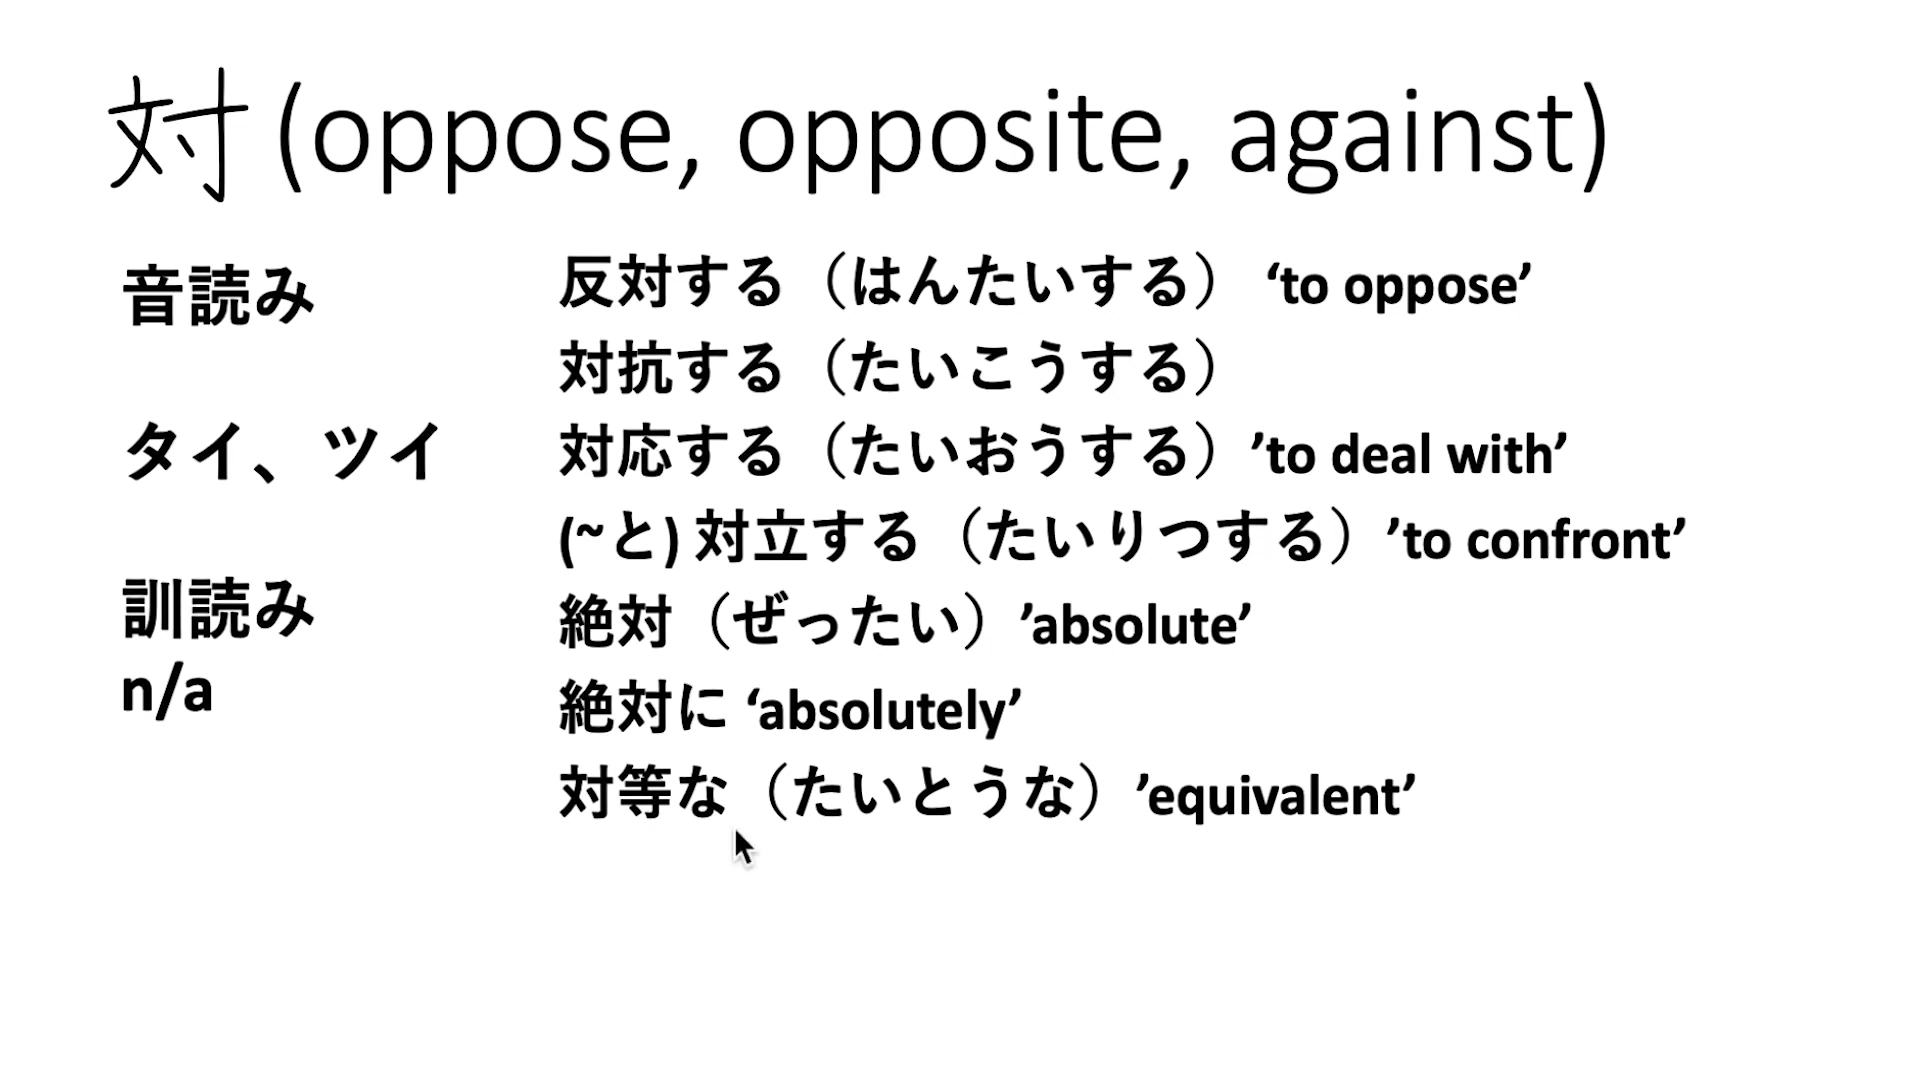 対 (oppose, opposite, against)
音読み
タイ、ツイ
訓読み
n/a
反対する（はんたいする） ‘to oppose’
対抗する（たいこうする）
対応する（たいおうする）’to deal with’
(~と) 対立する（たいりつする）’to confront’
絶対（ぜったい）’absolute’
絶対に ‘absolutely’
対等な（たいとうな）’equivalent’